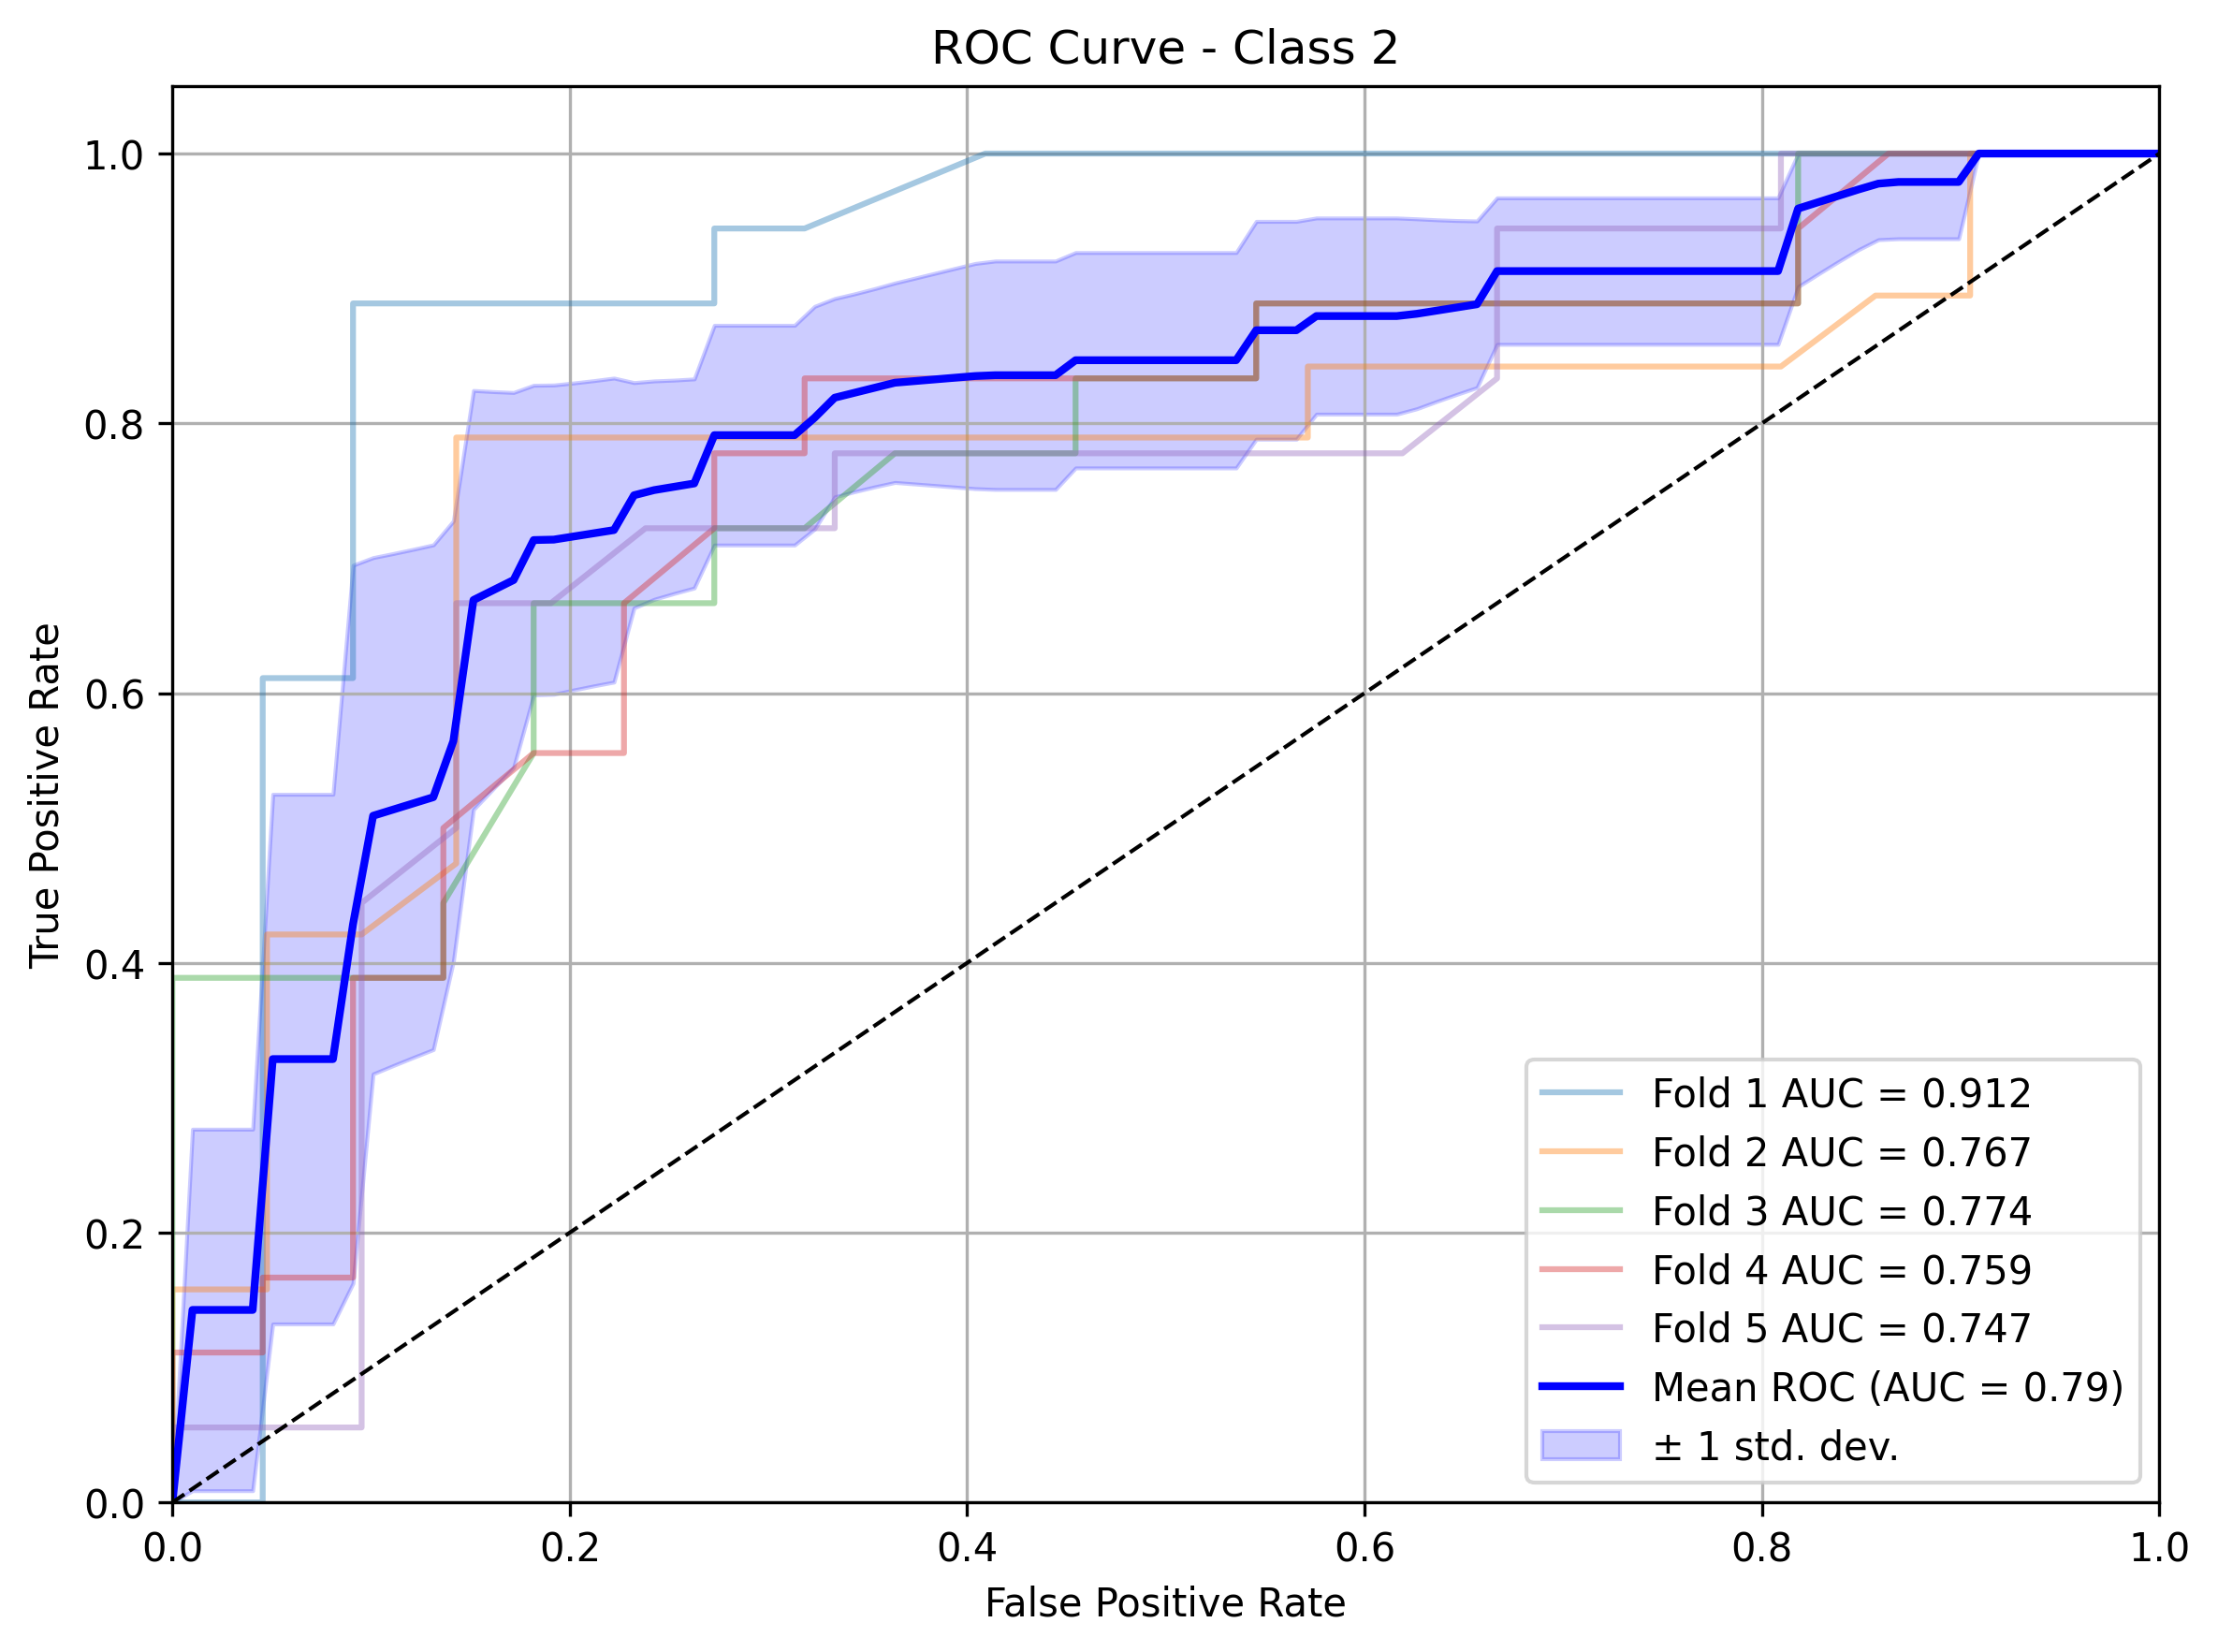 ROC Curve - Class 2
1.0
0.8
0.6
0.4
0.2
0.0
True Positive Rate
0.0 0.2 0.4 0.6 0.8 1.0
False Positive Rate
Fold 1 AUC = 0.912
Fold 2 AUC = 0.767
Fold 3 AUC = 0.774
Fold 4 AUC = 0.759
Fold 5 AUC = 0.747
Mean ROC (AUC = 0.79)
± 1 std. dev.